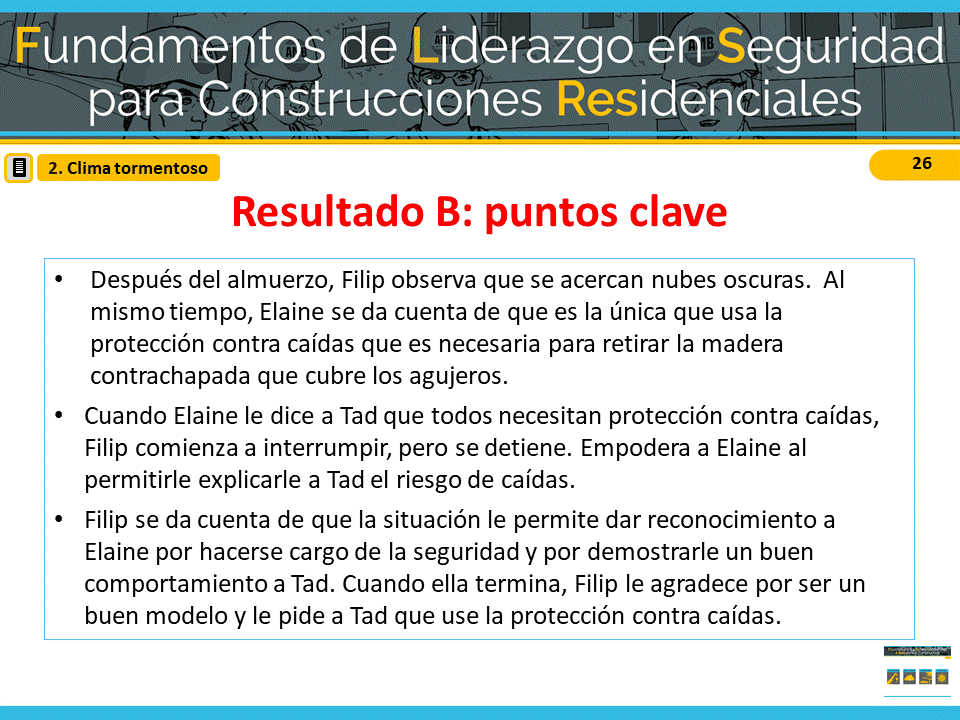 Fundamentos de Liderazgo en Seguridad
para Construcciones Residenciales
2. Clima tormentoso
26
Resultado B: puntos clave
• Después del almuerzo, Filip observa que se acercan nubes oscuras. Al
mismo tiempo, Elaine se da cuenta de que es la única que usa la
protección contra caídas que es necesaria para retirar la madera
contrachapada que cubre los agujeros.
• Cuando Elaine le dice a Tad que todos necesitan protección contra caídas,
Filip comienza a interrumpir, pero se detiene. Empodera a Elaine al
permitirle explicarle a Tad el riesgo de caídas.
• Filip se da cuenta de que la situación le permite dar reconocimiento a
Elaine por hacerse cargo de la seguridad y por demostrarle un buen
comportamiento a Tad. Cuando ella termina, Filip le agradece por ser un
buen modelo y le pide a Tad que use la protección contra caídas.